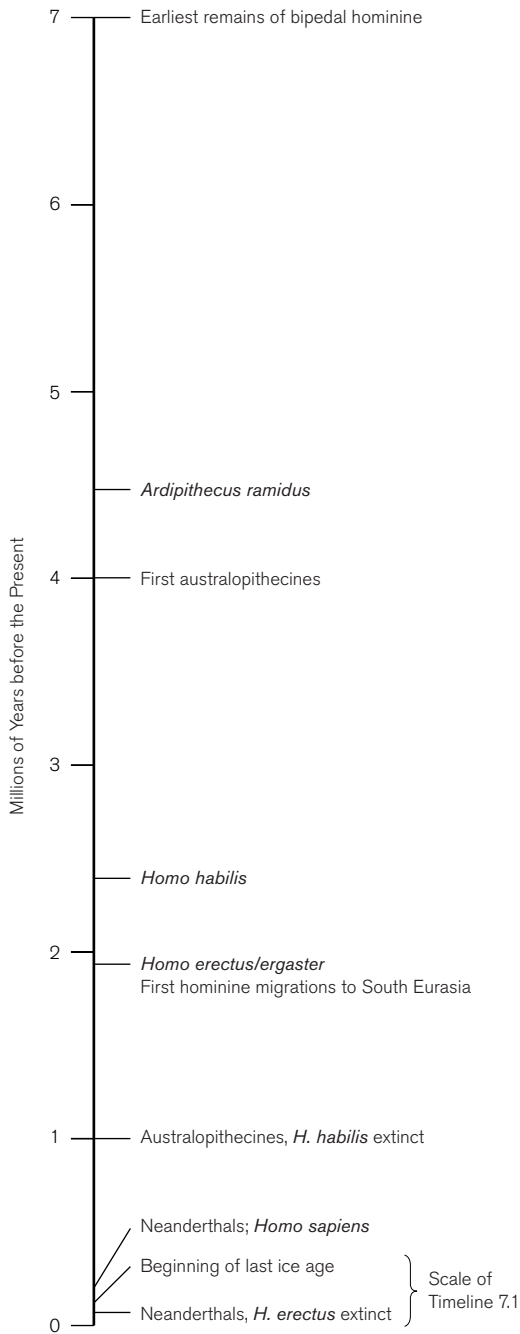 7 Earliest remains of bipedal hominine
6
5
Ardipithecus ramidus
4 First australopithecines
Millions of Years before the Present
3
Homo habilis
2
Homo erectus/ergaster
First hominine migrations to South Eurasia
1 Australopithecines, H. habilis extinct
Neanderthals; Homo sapiens
Beginning of last ice age
Scale of
Timeline 7.1
Neanderthals, H. erectus extinct
0